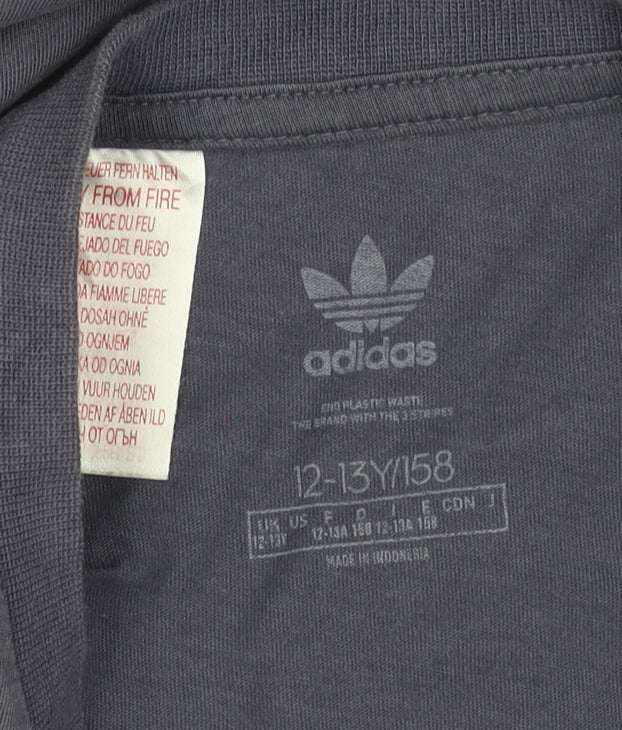 EUER FERN HALTEN
Y FROM FIRE
STANCE DU FEU
EJADO DEL FUEGO
ADO DO FOGO
DA FIAMME LIBERE
DOSAH OHNĚ
D OGNJEM
KA OD OGNIA
VUUR HOUDEN
EDEN AF ÅBEN ILD
И ОТ ОГЪН
adidas
END PLASTIC WASTE
THE BRAND WITH THE 3 STRIPES
12-13Y/158
UK US F D I E CDN J
12-13Y 12-13A 158 12-13A 158
MADE IN INDONESIA